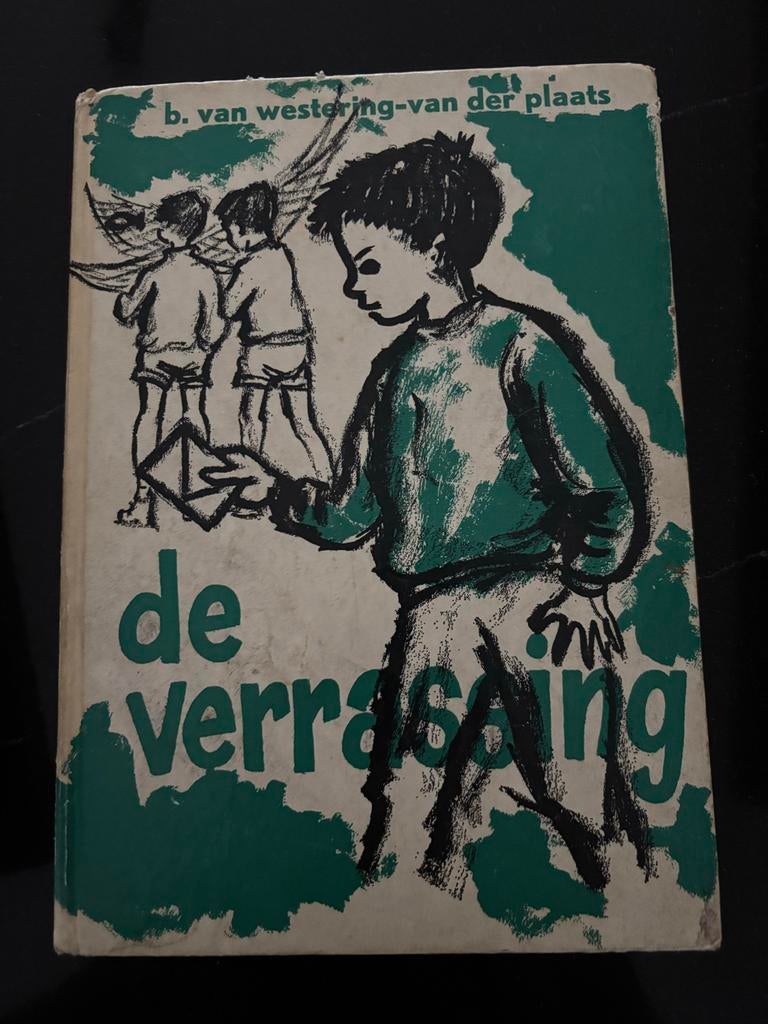 b. van westering-van der plaats
de
verrassing